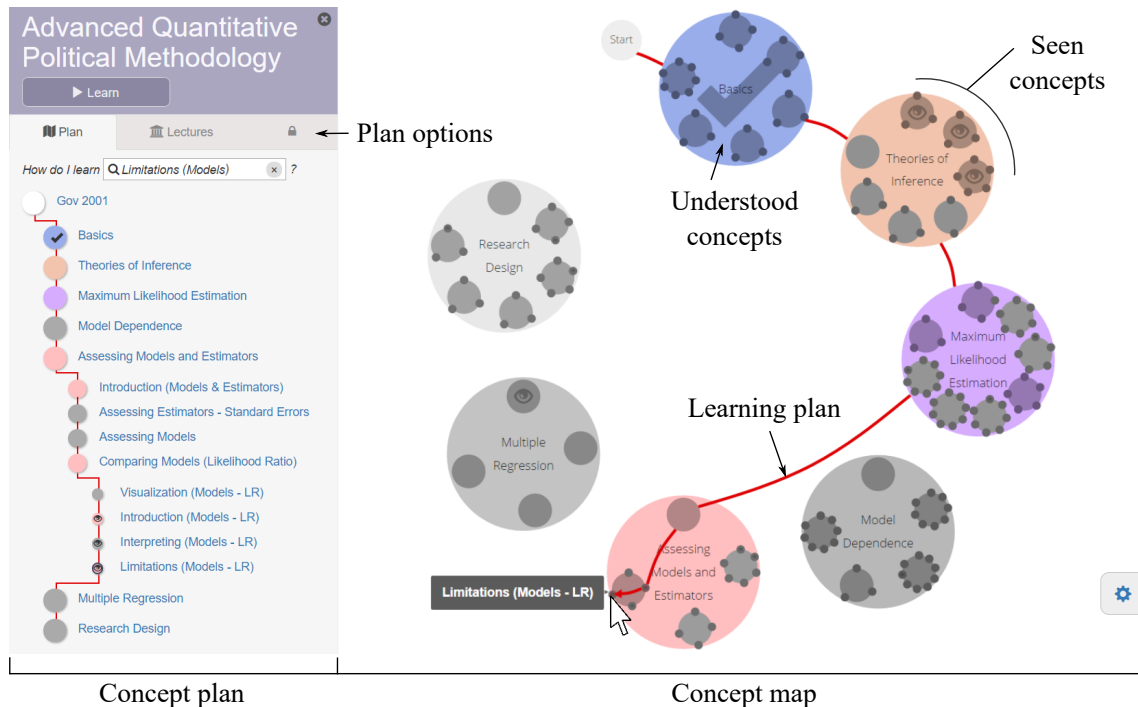 Advanced Quantitative
Political Methodology
Learn
Plan
Lectures
How do I learn Limitations (Models) × ?
Gov 2001
Basics
Theories of Inference
Maximum Likelihood Estimation
Model Dependence
Assessing Models and Estimators
Introduction (Models & Estimators)
Assessing Estimators - Standard Errors
Assessing Models
Comparing Models (Likelihood Ratio)
Visualization (Models - LR)
Introduction (Models - LR)
Interpreting (Models - LR)
Limitations (Models - LR)
Multiple Regression
Research Design
Concept plan
Plan options
Start
Basics
Understood
concepts
Seen
concepts
Theories of
Inference
Research
Design
Maximum
Likelihood
Estimation
Learning plan
Multiple
Regression
Model
Dependence
Assessing
Models and
Estimators
Limitations (Models - LR)
Concept map